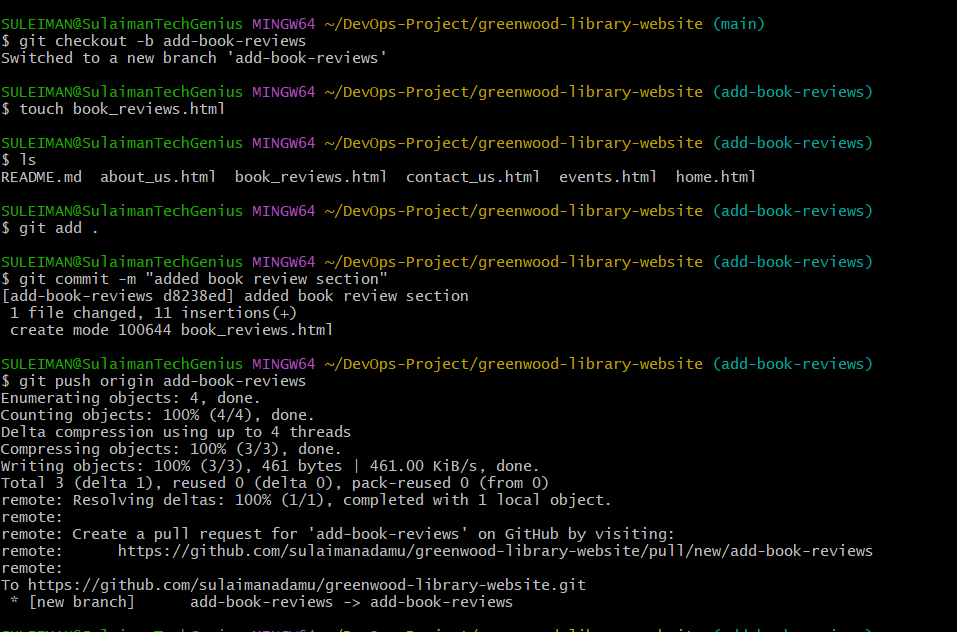 SULEIMAN@SulaimanTechGenius MINGW64 ~/DevOps-Project/greenwood-library-website (main)
$ git checkout -b add-book-reviews
Switched to a new branch 'add-book-reviews'
SULEIMAN@SulaimanTechGenius MINGW64 ~/DevOps-Project/greenwood-library-website (add-book-reviews)
$ touch book_reviews.html
SULEIMAN@SulaimanTechGenius MINGW64 ~/DevOps-Project/greenwood-library-website (add-book-reviews)
$ ls
README.md  about_us.html  book_reviews.html  contact_us.html  events.html  home.html
SULEIMAN@SulaimanTechGenius MINGW64 ~/DevOps-Project/greenwood-library-website (add-book-reviews)
$ git add .
SULEIMAN@SulaimanTechGenius MINGW64 ~/DevOps-Project/greenwood-library-website (add-book-reviews)
$ git commit -m "added book review section"
[add-book-reviews d8238ed] added book review section
 1 file changed, 11 insertions(+)
 create mode 100644 book_reviews.html
SULEIMAN@SulaimanTechGenius MINGW64 ~/DevOps-Project/greenwood-library-website (add-book-reviews)
$ git push origin add-book-reviews
Enumerating objects: 4, done.
Counting objects: 100% (4/4), done.
Delta compression using up to 4 threads
Compressing objects: 100% (3/3), done.
Writing objects: 100% (3/3), 461 bytes | 461.00 KiB/s, done.
Total 3 (delta 1), reused 0 (delta 0), pack-reused 0 (from 0)
remote: Resolving deltas: 100% (1/1), completed with 1 local object.
remote:
remote: Create a pull request for 'add-book-reviews' on GitHub by visiting:
remote:      https://github.com/sulaimanadamu/greenwood-library-website/pull/new/add-book-reviews
remote:
To https://github.com/sulaimanadamu/greenwood-library-website.git
 * [new branch]      add-book-reviews -> add-book-reviews